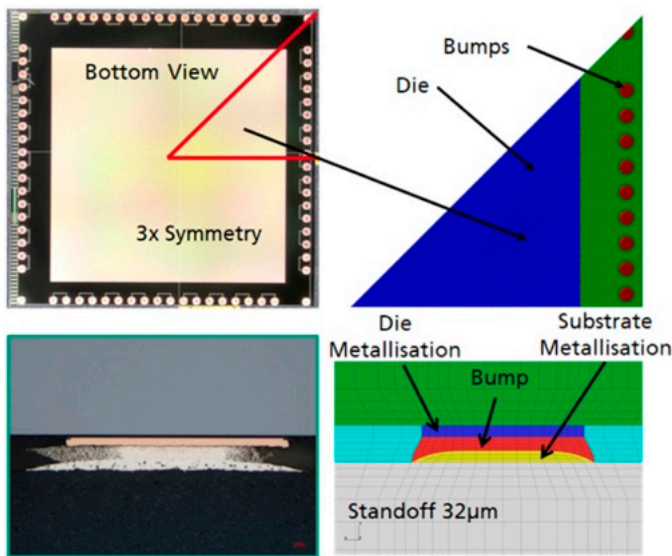 Bottom View
3x Symmetry
Bumps
Die
Die
Metallisation
Substrate
Metallisation
Bump
Standoff 32µm